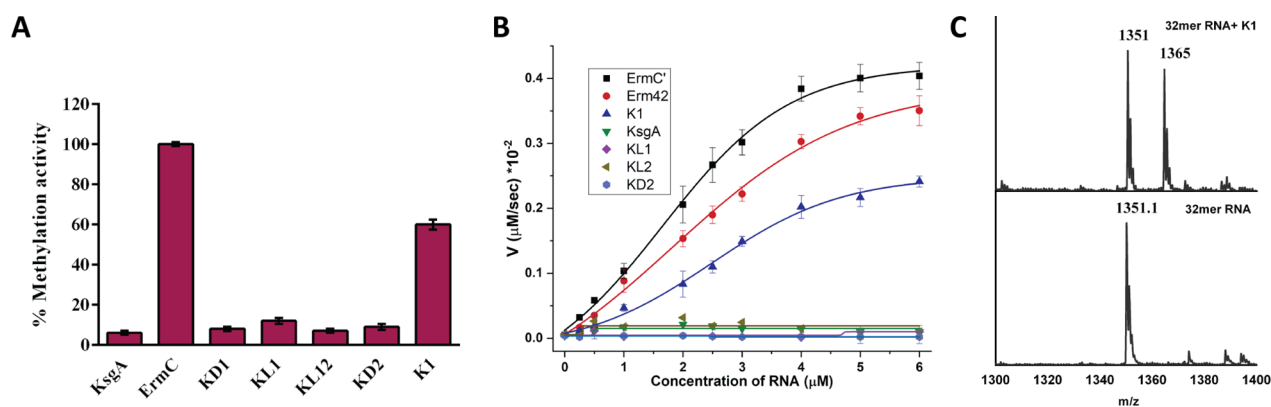 A
% Methylation activity
120
100
80
60
40
20
0
KsgA
ErmC
KD1
KL1
KL12
KD2
K1
B
V (µM/sec) *10⁻²
0.4
0.3
0.2
0.1
0.0
ErmC'
Erm42
K1
KsgA
KL1
KL2
KD2
0 1 2 3 4 5 6
Concentration of RNA (µM)
C
32mer RNA+ K1
1351
1365
32mer RNA
1351.1
1300 1320 1340 1360 1380 1400
m/z